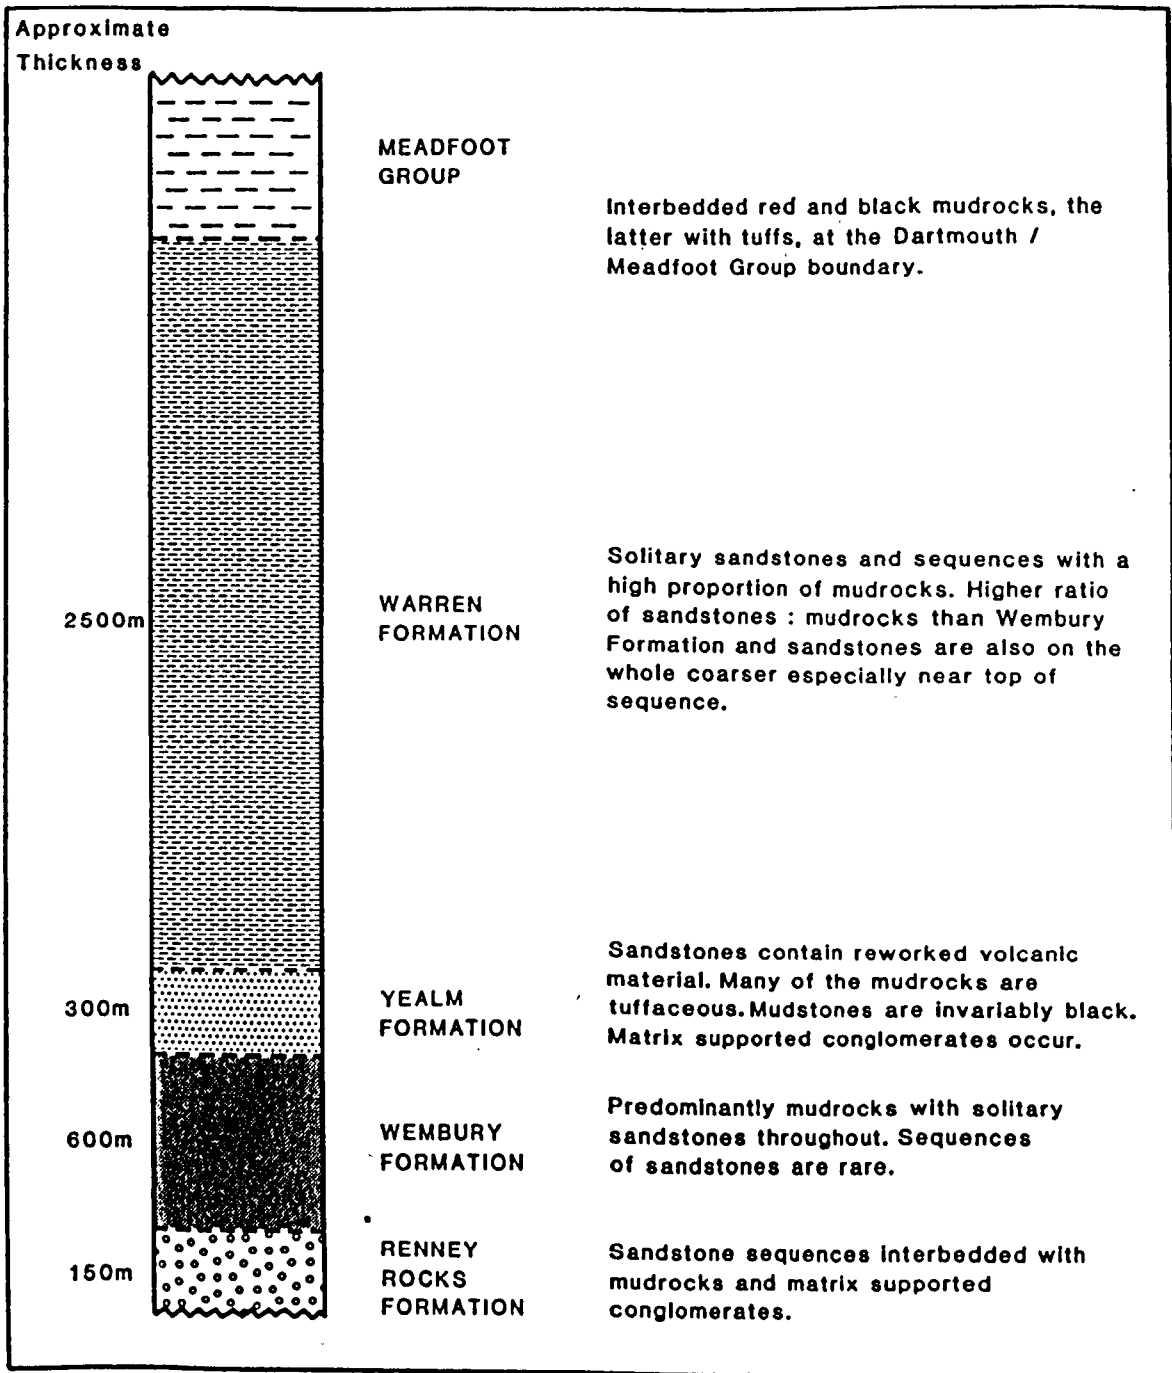 Approximate
Thickness
MEADFOOT
GROUP
Interbedded red and black mudrocks, the
latter with tuffs, at the Dartmouth /
Meadfoot Group boundary.
2500m
WARREN
FORMATION
Solitary sandstones and sequences with a
high proportion of mudrocks. Higher ratio
of sandstones : mudrocks than Wembury
Formation and sandstones are also on the
whole coarser especially near top of
sequence.
300m
YEALM
FORMATION
Sandstones contain reworked volcanic
material. Many of the mudrocks are
tuffaceous. Mudstones are invariably black.
Matrix supported conglomerates occur.
600m
WEMBURY
FORMATION
Predominantly mudrocks with solitary
sandstones throughout. Sequences
of sandstones are rare.
150m
RENNEY
ROCKS
FORMATION
Sandstone sequences interbedded with
mudrocks and matrix supported
conglomerates.